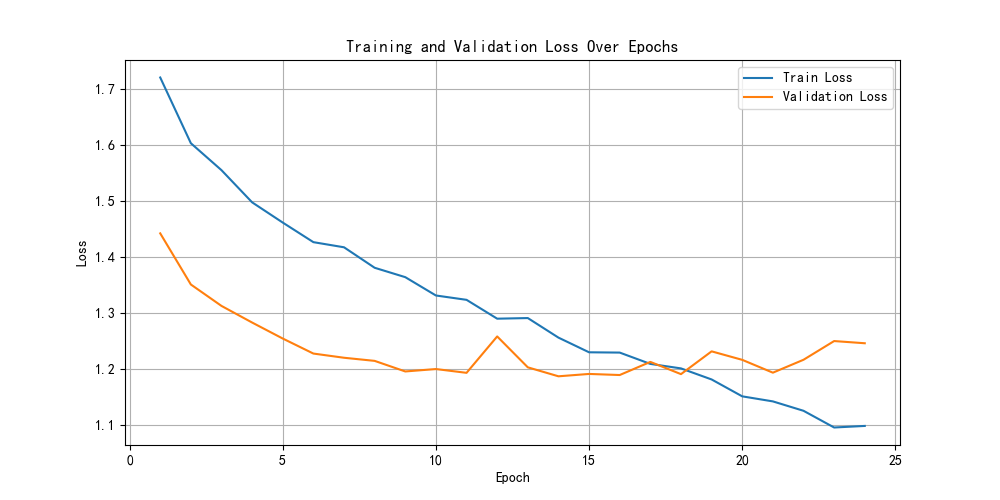 Training and Validation Loss Over Epochs
Train Loss
Validation Loss
1.7
1.6
1.5
1.4
1.3
1.2
1.1
Loss
0
5
10
15
20
25
Epoch